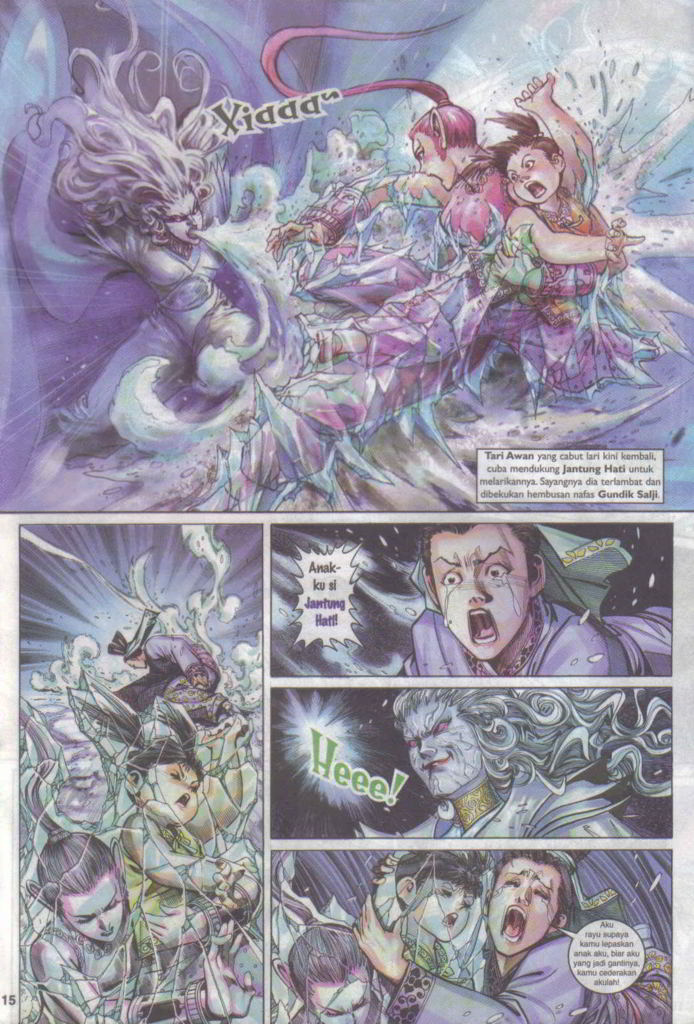 Xiaaa~~
Tari Awan yang cabut lari kini kembali,
cuba mendukung Jantung Hati untuk
melarikannya. Sayangnya dia terlambat dan
dibekukan hembusan nafas Gundik Salji.
Anak-
ku si
Jantung
Hati!
Heee!
Aku
rayu supaya
kamu lepaskan
anak aku, biar aku
yang jadi gantinya,
kamu cederakan
akulah!
15